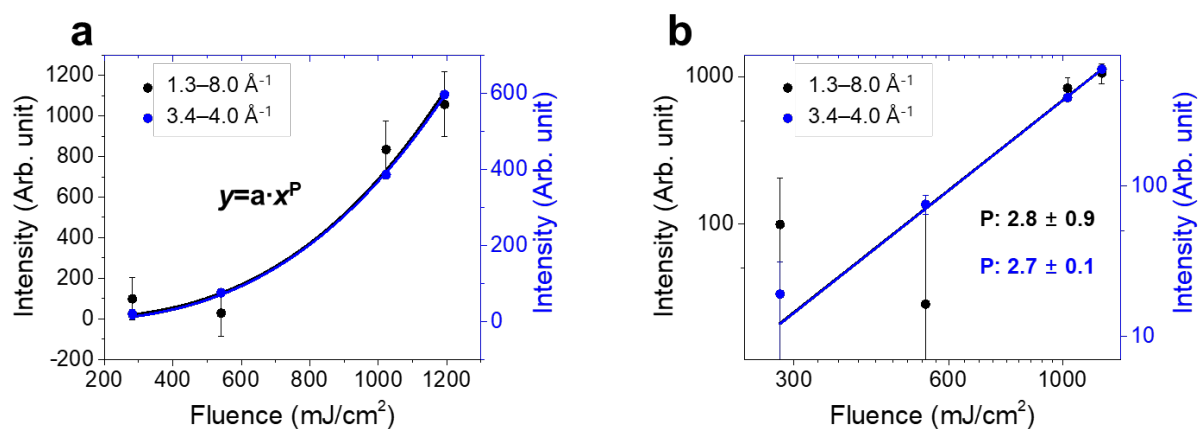 a
b
1.3–8.0 Å⁻¹
3.4–4.0 Å⁻¹
y=a·xᴾ
Intensity (Arb. unit)
1200
1000
800
600
400
200
0
-200
200
400
600
800
1000
1200
Fluence (mJ/cm²)
600
400
200
0
Intensity (Arb. unit)
1.3–8.0 Å⁻¹
3.4–4.0 Å⁻¹
P: 2.8 ± 0.9
P: 2.7 ± 0.1
Intensity (Arb. unit)
1000
100
300
600
1000
Fluence (mJ/cm²)
100
10
Intensity (Arb. unit)